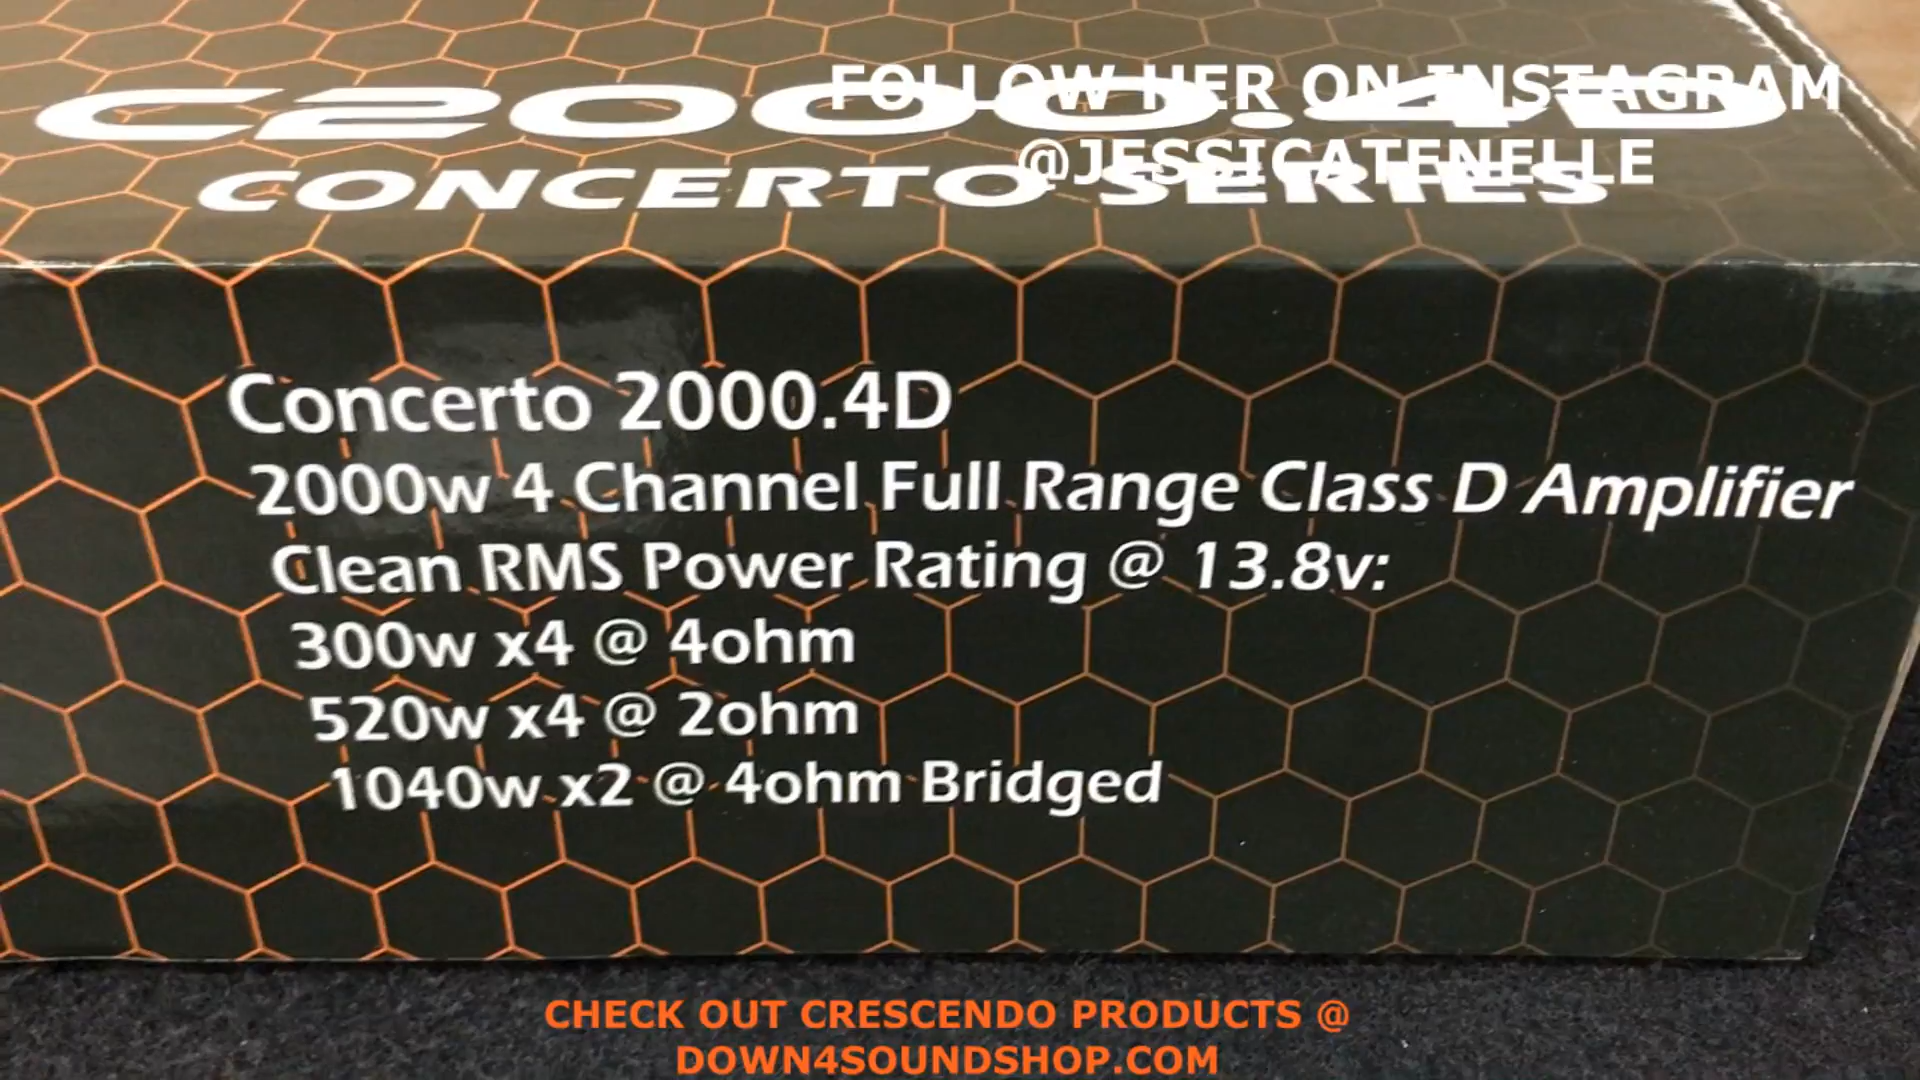 FOLLOW HER ON INSTAGRAM
@JESSICATENELLE
C2000.4D
CONCERTO SERIES
Concerto 2000.4D
2000w 4 Channel Full Range Class D Amplifier
Clean RMS Power Rating @ 13.8v:
300w x4 @ 4ohm
520w x4 @ 2ohm
1040w x2 @ 4ohm Bridged
CHECK OUT CRESCENDO PRODUCTS @
DOWN4SOUNDSHOP.COM